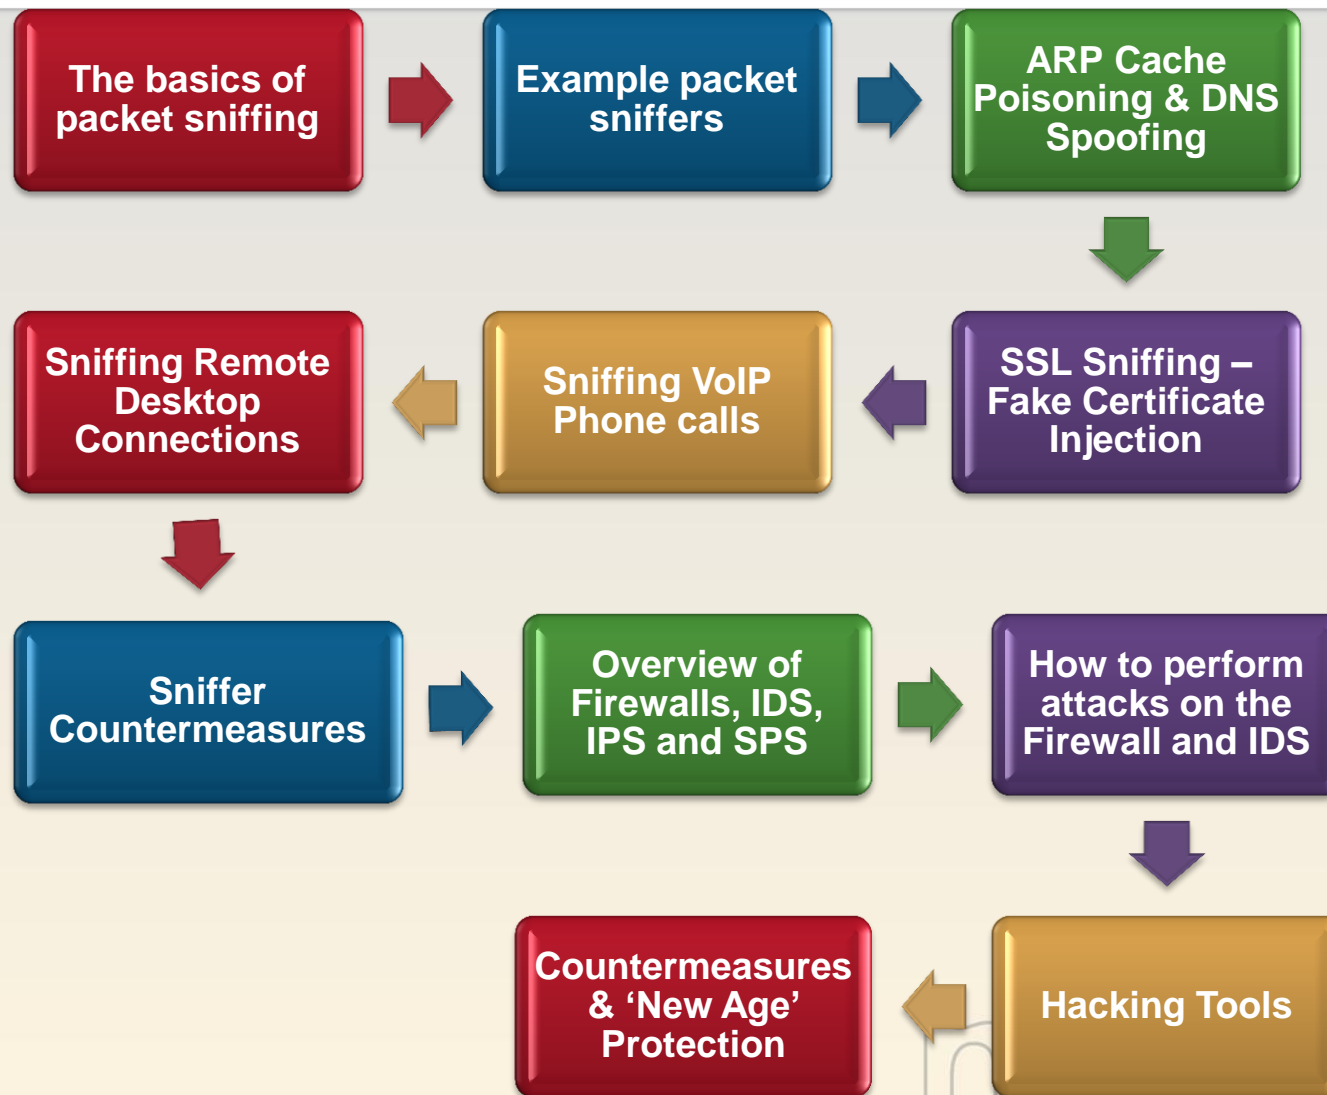 The basics of
packet sniffing
Example packet
sniffers
ARP Cache
Poisoning & DNS
Spoofing
SSL Sniffing –
Fake Certificate
Injection
Sniffing VoIP
Phone calls
Sniffing Remote
Desktop
Connections
Sniffer
Countermeasures
Overview of
Firewalls, IDS,
IPS and SPS
How to perform
attacks on the
Firewall and IDS
Hacking Tools
Countermeasures
& ‘New Age’
Protection